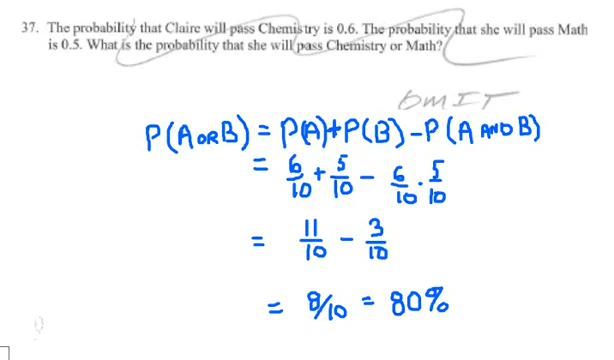 37. The probability that Claire will pass Chemistry is 0.6. The probability that she will pass Math
is 0.5. What is the probability that she will pass Chemistry or Math?
OMIT
P(A OR B) = P(A)+P(B) - P(A AND B)
= 6/10 + 5/10 - 6/10 · 5/10
= 11/10 - 3/10
= 8/10 = 80%